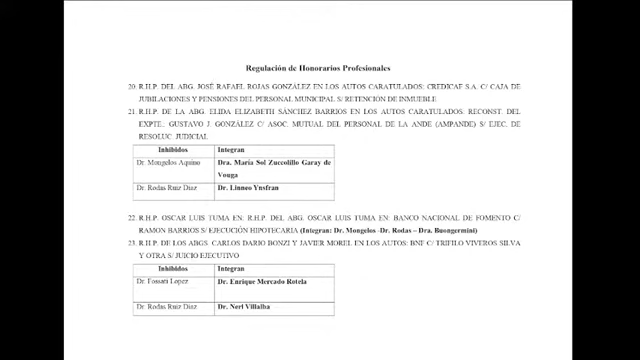 Regulación de Honorarios Profesionales
20. R.H.P. DEL ABG. JOSÉ RAFAEL ROJAS GONZÁLEZ EN LOS AUTOS CARATULADOS: CREDICAF S.A. C/ CAJA DE
JUBILACIONES Y PENSIONES DEL PERSONAL MUNICIPAL S/ RETENCIÓN DE INMUEBLE
21. R.H.P. DE LA ABG. ELIDA ELIZABETH SÁNCHEZ BARRIOS EN LOS AUTOS CARATULADOS: RECONST. DEL
EXPTE.: GUSTAVO J. GONZÁLEZ C/ ASOC. MUTUAL DEL PERSONAL DE LA ANDE (AMPANDE) S/ EJEC. DE
RESOLUC. JUDICIAL
Inhibidos Integran
Dr. Mongelos Aquino Dra. María Sol Zuccolillo Garay de
Vouga
Dr. Rodas Ruiz Diaz Dr. Linneo Ynsfran
22. R.H.P. OSCAR LUIS TUMA EN: R.H.P. DEL ABG. OSCAR LUIS TUMA EN: BANCO NACIONAL DE FOMENTO C/
RAMON BARRIOS S/ EJECUCIÓN HIPOTECARIA (Integran: Dr. Mongelos -Dr. Rodas – Dra. Buongermini)
23. R.H.P. DE LOS ABGS. CARLOS DARIO BONZI Y JAVIER MOREL EN LOS AUTOS: BNF C/ TRIFILO VIVEROS SILVA
Y OTRA S/ JUICIO EJECUTIVO
Inhibidos Integran
Dr. Fossati Lopez Dr. Enrique Mercado Rotela
Dr. Rodas Ruiz Diaz Dr. Neri Villalba